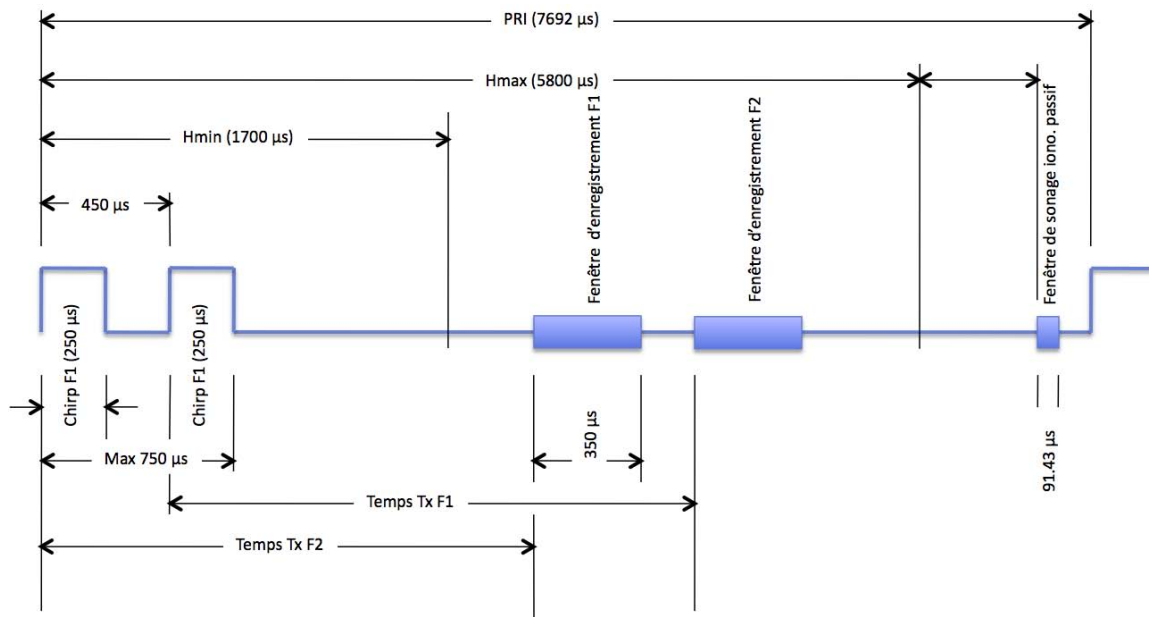 PRI (7692 µs)
Hmax (5800 µs)
Hmin (1700 µs)
450 µs
Fenêtre d'enregistrement F1
Fenêtre d'enregistrement F2
Fenêtre de sonage iono. passif
Chirp F1 (250 µs)
Chirp F1 (250 µs)
Max 750 µs
350 µs
91.43 µs
Temps Tx F1
Temps Tx F2